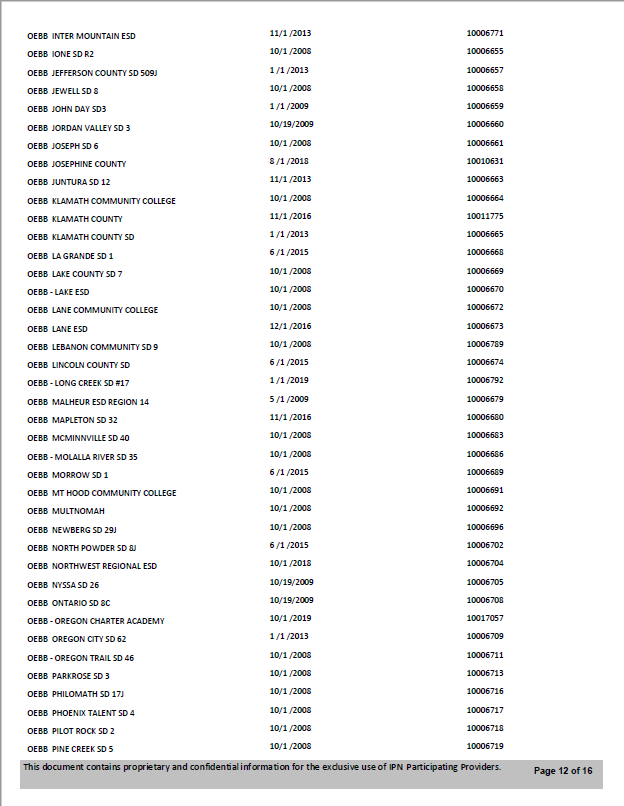 OEBB INTER MOUNTAIN ESD 11/1 /2013 10006771
OEBB IONE SD R2 10/1 /2008 10006655
OEBB JEFFERSON COUNTY SD 509J 1 /1 /2013 10006657
OEBB JEWELL SD 8 10/1 /2008 10006658
OEBB JOHN DAY SD3 1 /1 /2009 10006659
OEBB JORDAN VALLEY SD 3 10/19/2009 10006660
OEBB JOSEPH SD 6 10/1 /2008 10006661
OEBB JOSEPHINE COUNTY 8 /1 /2018 10010631
OEBB JUNTURA SD 12 11/1 /2013 10006663
OEBB KLAMATH COMMUNITY COLLEGE 10/1 /2008 10006664
OEBB KLAMATH COUNTY 11/1 /2016 10011775
OEBB KLAMATH COUNTY SD 1 /1 /2013 10006665
OEBB LA GRANDE SD 1 6 /1 /2015 10006668
OEBB LAKE COUNTY SD 7 10/1 /2008 10006669
OEBB - LAKE ESD 10/1 /2008 10006670
OEBB LANE COMMUNITY COLLEGE 10/1 /2008 10006672
OEBB LANE ESD 12/1 /2016 10006673
OEBB LEBANON COMMUNITY SD 9 10/1 /2008 10006789
OEBB LINCOLN COUNTY SD 6 /1 /2015 10006674
OEBB - LONG CREEK SD #17 1 /1 /2019 10006792
OEBB MALHEUR ESD REGION 14 5 /1 /2009 10006679
OEBB MAPLETON SD 32 11/1 /2016 10006680
OEBB MCMINNVILLE SD 40 10/1 /2008 10006683
OEBB - MOLALLA RIVER SD 35 10/1 /2008 10006686
OEBB MORROW SD 1 6 /1 /2015 10006689
OEBB MT HOOD COMMUNITY COLLEGE 10/1 /2008 10006691
OEBB MULTNOMAH 10/1 /2008 10006692
OEBB NEWBERG SD 29J 10/1 /2008 10006696
OEBB NORTH POWDER SD 8J 6 /1 /2015 10006702
OEBB NORTHWEST REGIONAL ESD 10/1 /2018 10006704
OEBB NYSSA SD 26 10/19/2009 10006705
OEBB ONTARIO SD 8C 10/19/2009 10006708
OEBB - OREGON CHARTER ACADEMY 10/1 /2019 10017057
OEBB OREGON CITY SD 62 1 /1 /2013 10006709
OEBB - OREGON TRAIL SD 46 10/1 /2008 10006711
OEBB PARKROSE SD 3 10/1 /2008 10006713
OEBB PHILOMATH SD 17J 10/1 /2008 10006716
OEBB PHOENIX TALENT SD 4 10/1 /2008 10006717
OEBB PILOT ROCK SD 2 10/1 /2008 10006718
OEBB PINE CREEK SD 5 10/1 /2008 10006719
This document contains proprietary and confidential information for the exclusive use of IPN Participating Providers. Page 12 of 16